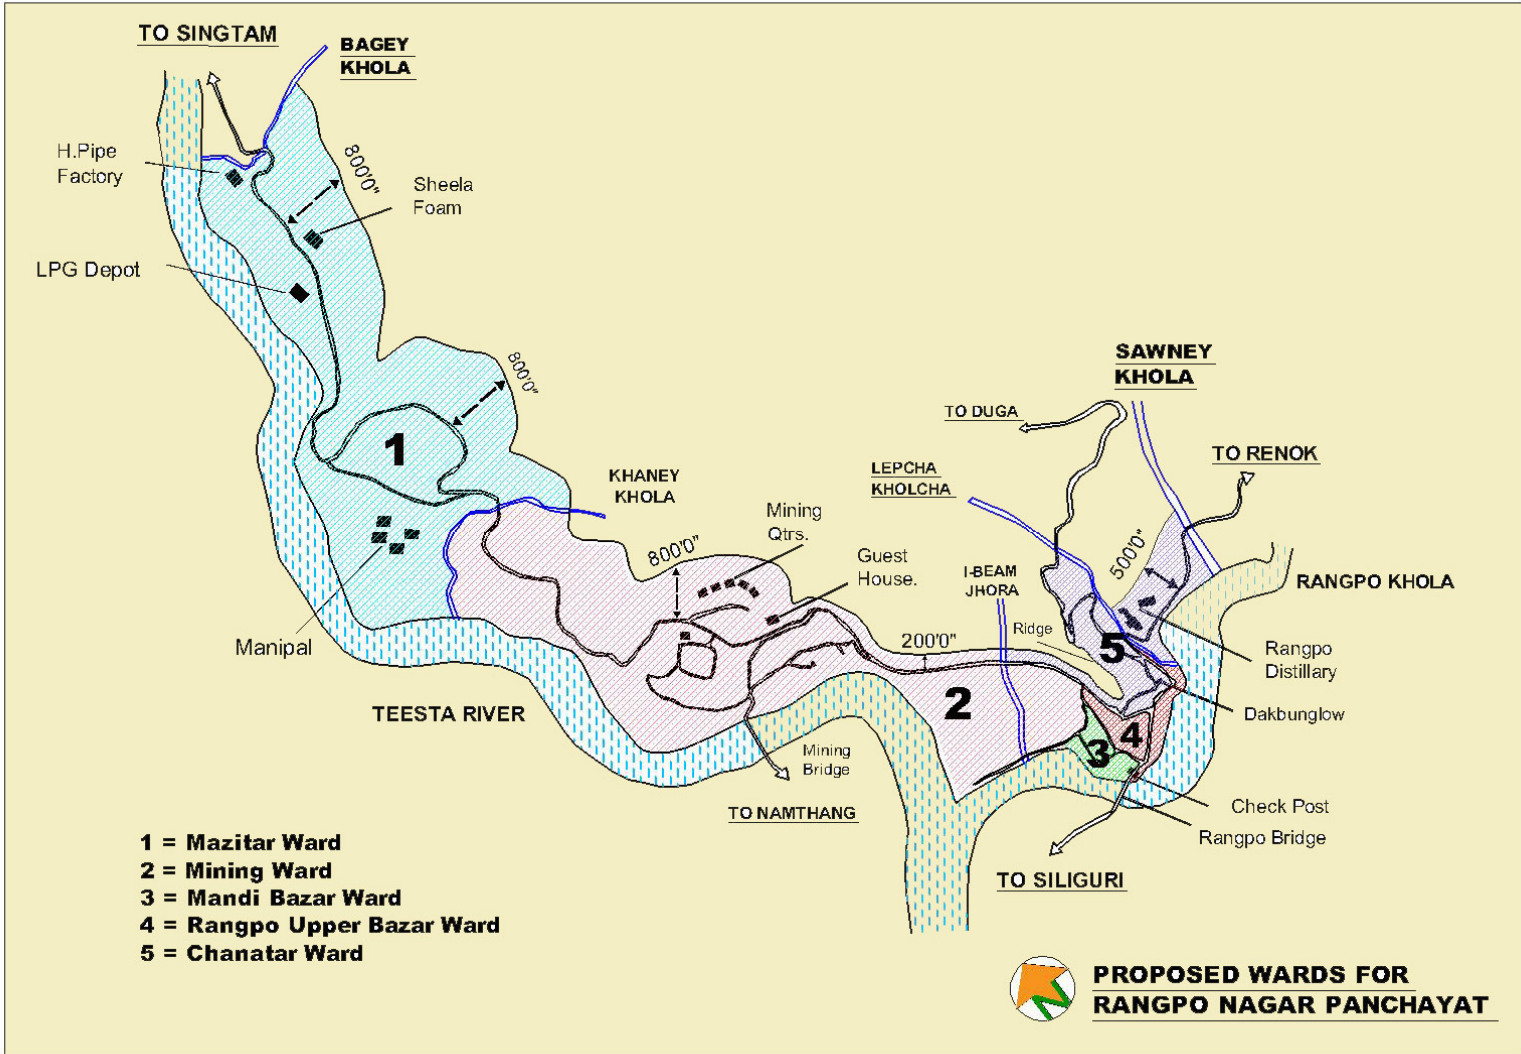 TO SINGTAM
BAGEY
KHOLA
H.Pipe
Factory
800'0"
Sheela
Foam
LPG Depot
800'0"
1
SAWNEY
KHOLA
TO DUGA
TO RENOK
LEPCHA
KHOLCHA
KHANEY
KHOLA
Mining
Qtrs.
800'0"
Guest
House.
500'0"
I-BEAM
JHORA
RANGPO KHOLA
Manipal
Ridge
200'0"
5
Rangpo
Distillary
2
TEESTA RIVER
Dakbunglow
4
3
Mining
Bridge
TO NAMTHANG
Check Post
Rangpo Bridge
TO SILIGURI
1 = Mazitar Ward
2 = Mining Ward
3 = Mandi Bazar Ward
4 = Rangpo Upper Bazar Ward
5 = Chanatar Ward
PROPOSED WARDS FOR
RANGPO NAGAR PANCHAYAT